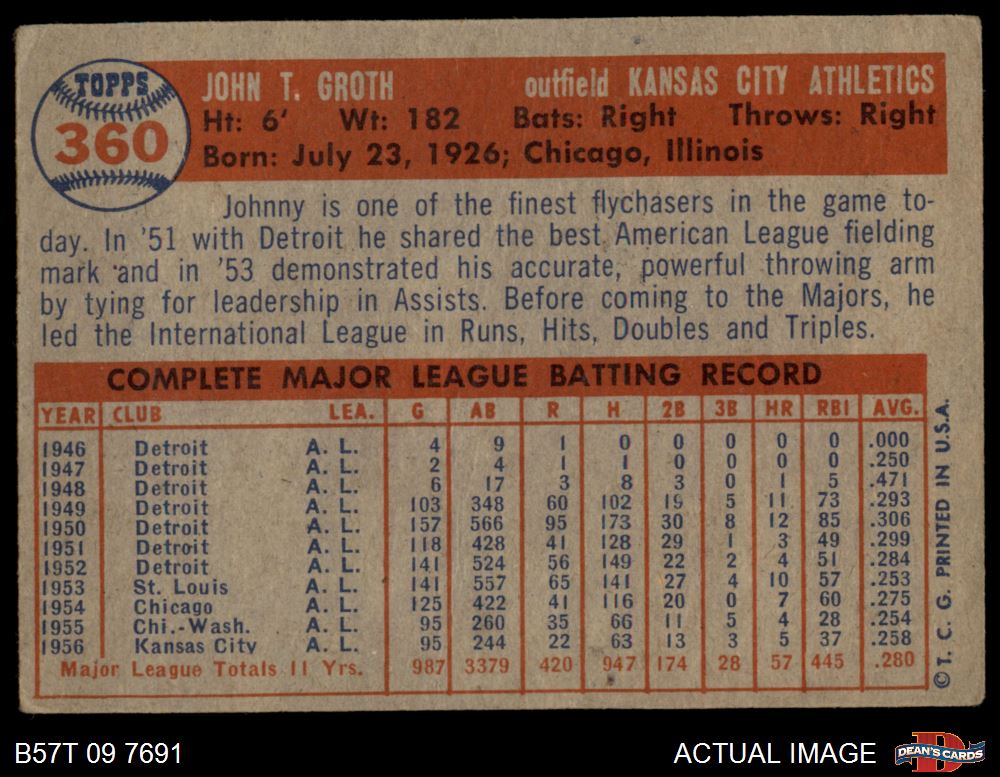 TOPPS
360
JOHN T. GROTH outfield KANSAS CITY ATHLETICS
Ht: 6' Wt: 182 Bats: Right Throws: Right
Born: July 23, 1926; Chicago, Illinois
Johnny is one of the finest flychasers in the game to-
day. In '51 with Detroit he shared the best American League fielding
mark and in '53 demonstrated his accurate, powerful throwing arm
by tying for leadership in Assists. Before coming to the Majors, he
led the International League in Runs, Hits, Doubles and Triples.
COMPLETE MAJOR LEAGUE BATTING RECORD
YEAR CLUB LEA. G AB R H 2B 3B HR RBI AVG.
1946 Detroit A. L. 4 9 1 0 0 0 0 0 .000
1947 Detroit A. L. 2 4 1 1 0 0 0 0 .250
1948 Detroit A. L. 6 17 3 8 3 0 1 5 .471
1949 Detroit A. L. 103 348 60 102 19 5 11 73 .293
1950 Detroit A. L. 157 566 95 173 30 8 12 85 .306
1951 Detroit A. L. 118 428 41 128 29 1 3 49 .299
1952 Detroit A. L. 141 524 56 149 22 2 4 51 .284
1953 St. Louis A. L. 141 557 65 141 27 4 10 57 .253
1954 Chicago A. L. 125 422 41 116 20 0 7 60 .275
1955 Chi.-Wash. A. L. 95 260 35 66 11 5 4 28 .254
1956 Kansas City A. L. 95 244 22 63 13 3 5 37 .258
Major League Totals 11 Yrs. 987 3379 420 947 174 28 57 445 .280
© T. C. G. PRINTED IN U.S.A.
B57T 09 7691 ACTUAL IMAGE DEAN'S CARDS